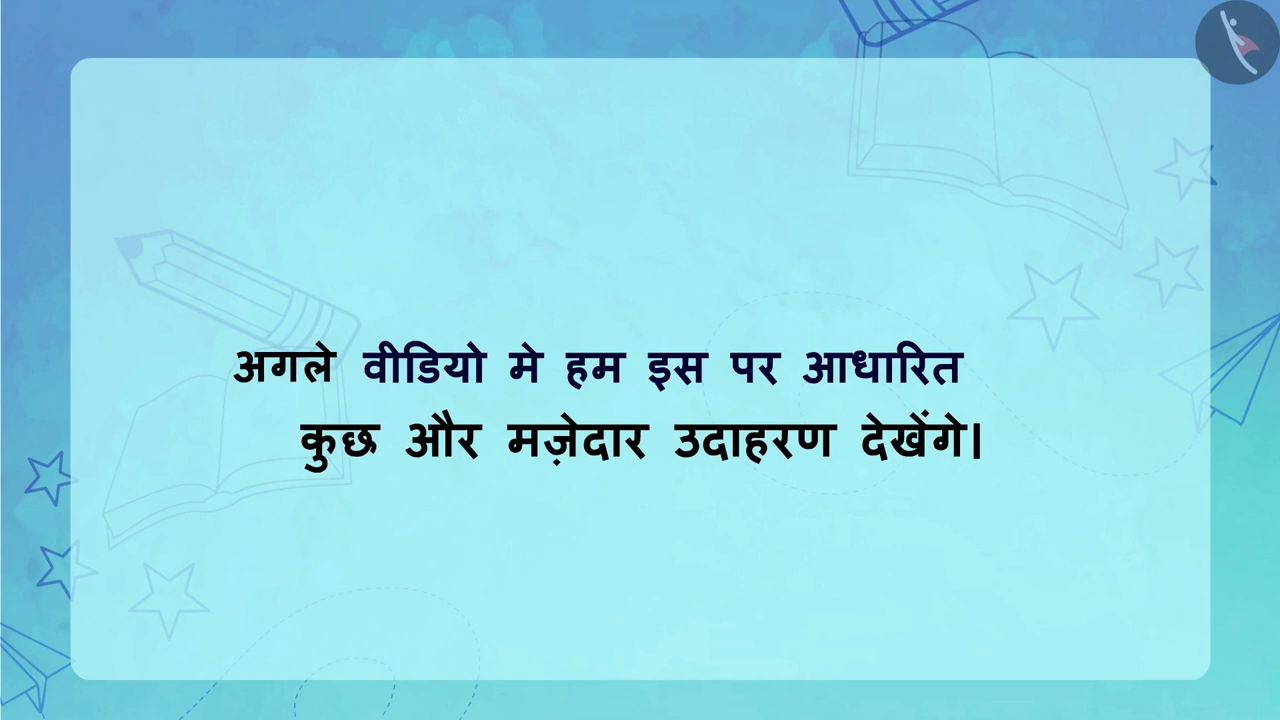 अगले वीडियो मे हम इस पर आधारित
कुछ और मज़ेदार उदाहरण देखेंगे।